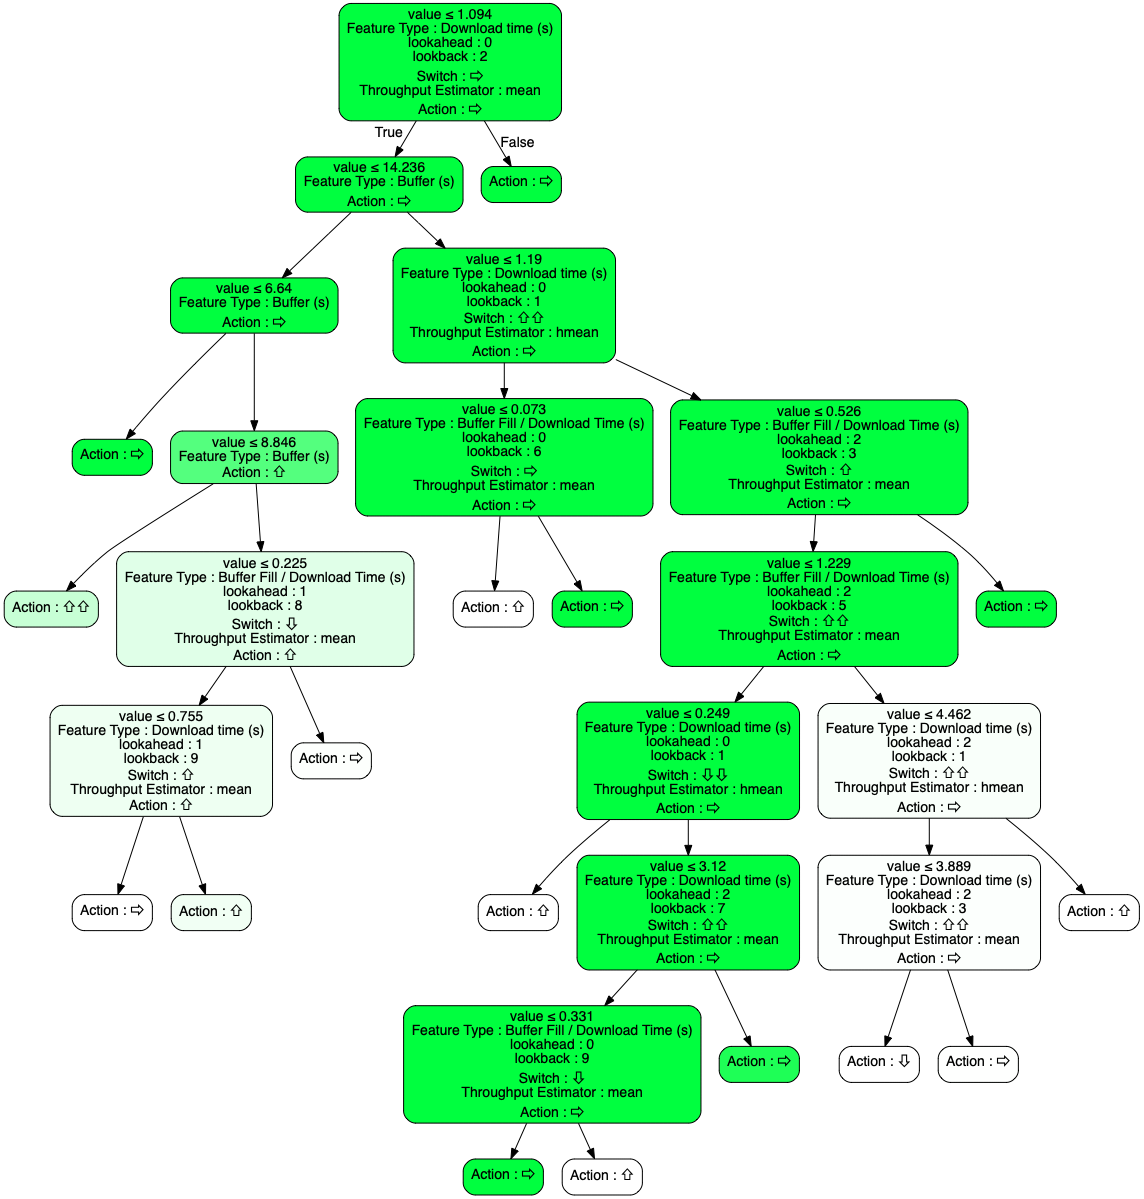 value ≤ 1.094
Feature Type : Download time (s)
lookahead : 0
lookback : 2
Switch : ⇨
Throughput Estimator : mean
Action : ⇨
True
False
value ≤ 14.236
Feature Type : Buffer (s)
Action : ⇨
Action : ⇨
value ≤ 6.64
Feature Type : Buffer (s)
Action : ⇨
value ≤ 1.19
Feature Type : Download time (s)
lookahead : 0
lookback : 1
Switch : ⇧⇧
Throughput Estimator : hmean
Action : ⇨
Action : ⇨
value ≤ 8.846
Feature Type : Buffer (s)
Action : ⇧
value ≤ 0.073
Feature Type : Buffer Fill / Download Time (s)
lookahead : 0
lookback : 6
Switch : ⇨
Throughput Estimator : mean
Action : ⇨
value ≤ 0.526
Feature Type : Buffer Fill / Download Time (s)
lookahead : 2
lookback : 3
Switch : ⇧
Throughput Estimator : mean
Action : ⇨
Action : ⇧⇧
value ≤ 0.225
Feature Type : Buffer Fill / Download Time (s)
lookahead : 1
lookback : 8
Switch : ⇩
Throughput Estimator : mean
Action : ⇧
Action : ⇧
Action : ⇨
value ≤ 1.229
Feature Type : Buffer Fill / Download Time (s)
lookahead : 2
lookback : 5
Switch : ⇧⇧
Throughput Estimator : mean
Action : ⇨
Action : ⇨
value ≤ 0.755
Feature Type : Download time (s)
lookahead : 1
lookback : 9
Switch : ⇧
Throughput Estimator : mean
Action : ⇧
Action : ⇨
value ≤ 0.249
Feature Type : Download time (s)
lookahead : 0
lookback : 1
Switch : ⇩⇩
Throughput Estimator : hmean
Action : ⇨
value ≤ 4.462
Feature Type : Download time (s)
lookahead : 2
lookback : 1
Switch : ⇧⇧
Throughput Estimator : hmean
Action : ⇨
Action : ⇨
Action : ⇧
Action : ⇧
value ≤ 3.12
Feature Type : Download time (s)
lookahead : 2
lookback : 7
Switch : ⇧⇧
Throughput Estimator : mean
Action : ⇨
value ≤ 3.889
Feature Type : Download time (s)
lookahead : 2
lookback : 3
Switch : ⇧⇧
Throughput Estimator : mean
Action : ⇨
Action : ⇧
value ≤ 0.331
Feature Type : Buffer Fill / Download Time (s)
lookahead : 0
lookback : 9
Switch : ⇩
Throughput Estimator : mean
Action : ⇨
Action : ⇨
Action : ⇩
Action : ⇨
Action : ⇨
Action : ⇧